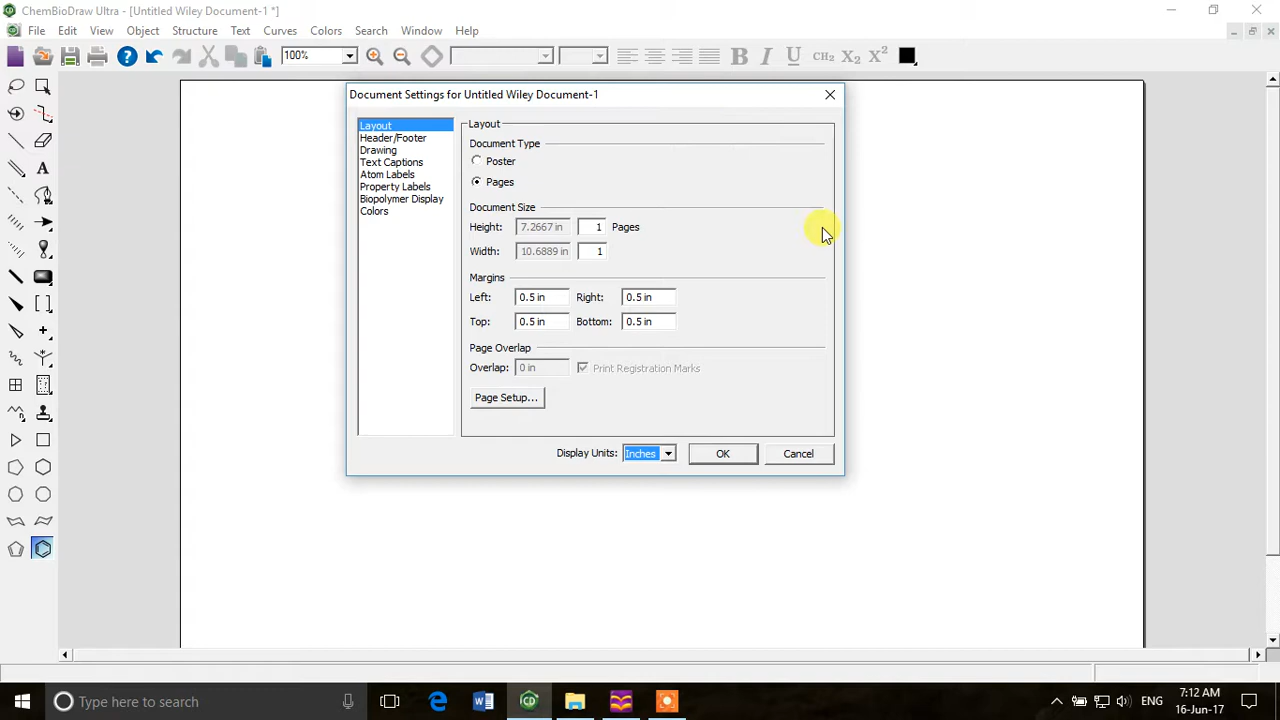 ChemBioDraw Ultra - [Untitled Wiley Document-1 *]
File Edit View Object Structure Text Curves Colors Search Window Help
100% B I U CH2 X2 X2
Document Settings for Untitled Wiley Document-1
Layout
Header/Footer
Drawing
Text Captions
Atom Labels
Property Labels
Biopolymer Display
Colors
Layout
Document Type
Poster
Pages
Document Size
Height: 7.2667 in 1 Pages
Width: 10.6889 in 1
Margins
Left: 0.5 in Right: 0.5 in
Top: 0.5 in Bottom: 0.5 in
Page Overlap
Overlap: 0 in Print Registration Marks
Page Setup...
Display Units: Inches OK Cancel
A
Type here to search
ENG
7:12 AM
16-Jun-17